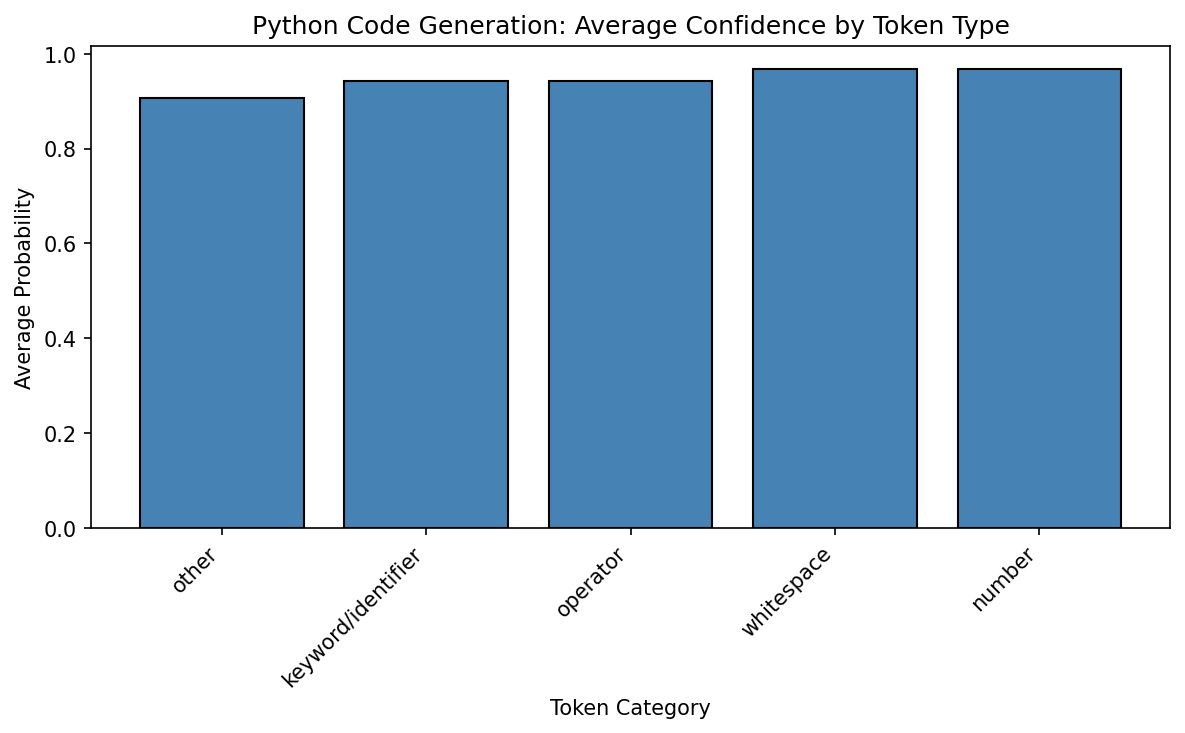 Python Code Generation: Average Confidence by Token Type
Average Probability
1.0
0.8
0.6
0.4
0.2
0.0
other
keyword/identifier
operator
whitespace
number
Token Category